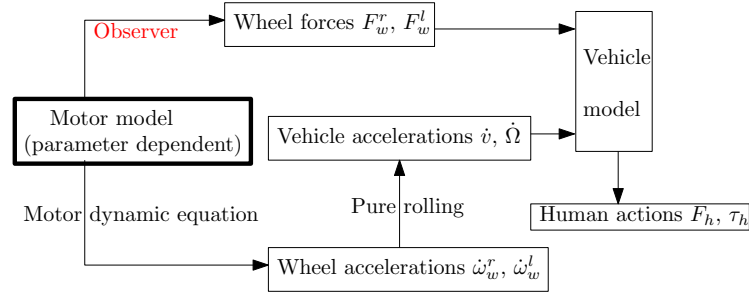 Observer
Wheel forces $F_w^r$, $F_w^l$
Vehicle
model
Motor model
(parameter dependent)
Vehicle accelerations $\dot{v}$, $\dot{\Omega}$
Motor dynamic equation
Pure rolling
Human actions $F_h$, $\tau_h$
Wheel accelerations $\dot{\omega}_w^r$, $\dot{\omega}_w^l$